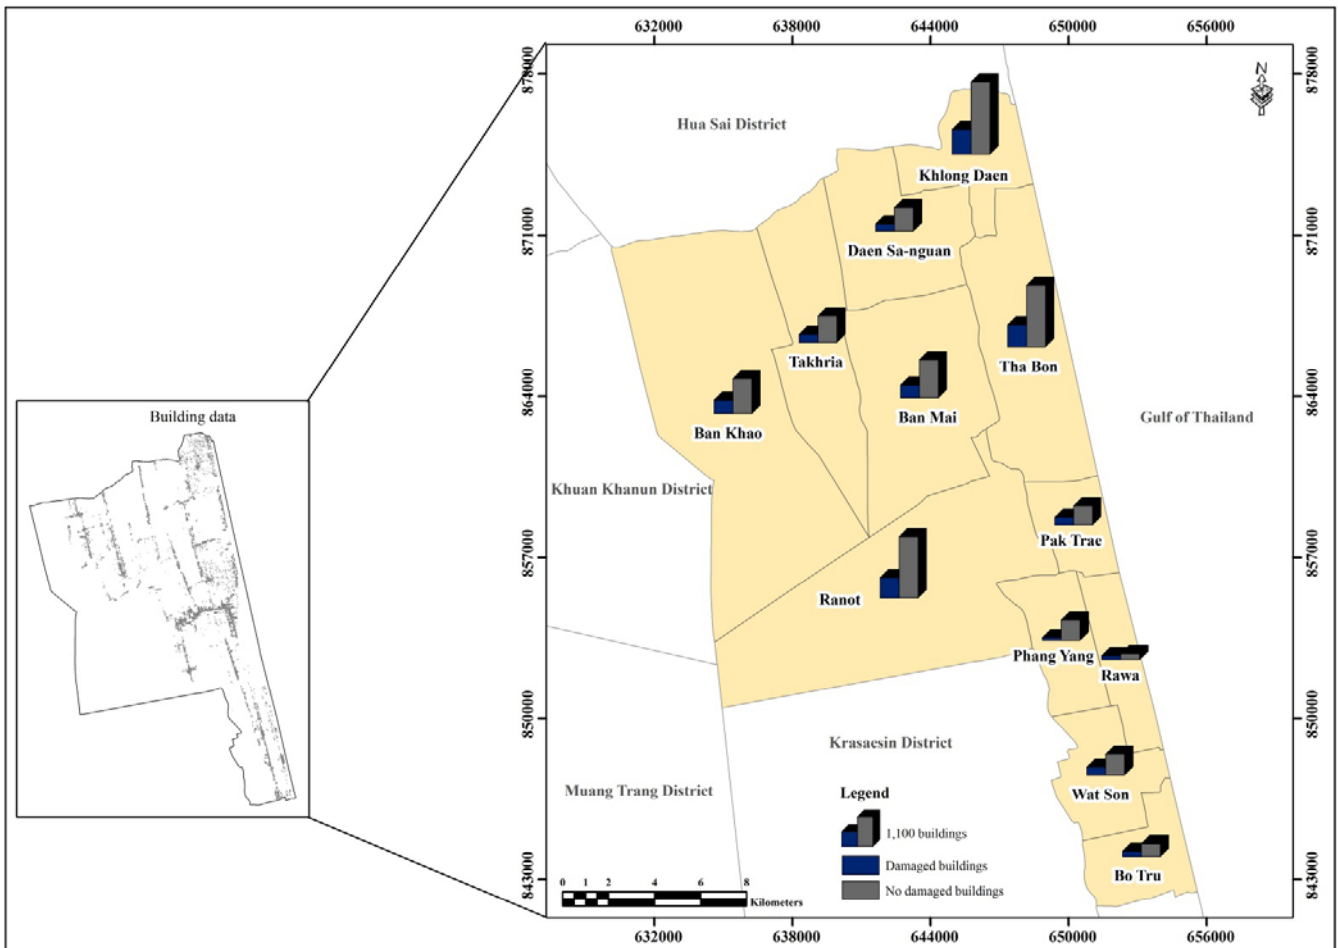 632000 638000 644000 650000 656000
878000
878000
N
Hua Sai District
Khlong Daen
871000
871000
Daen Sa-nguan
Takhria
Tha Bon
864000
864000
Building data
Ban Khao
Ban Mai
Gulf of Thailand
Khuan Khanun District
Pak Trae
857000
857000
Ranot
Phang Yang
Rawa
850000
850000
Krasaesin District
Muang Trang District
Wat Son
Legend
1,100 buildings
Damaged buildings
No damaged buildings
Bo Tru
843000
843000
0 1 2 4 6 8
Kilometers
632000 638000 644000 650000 656000